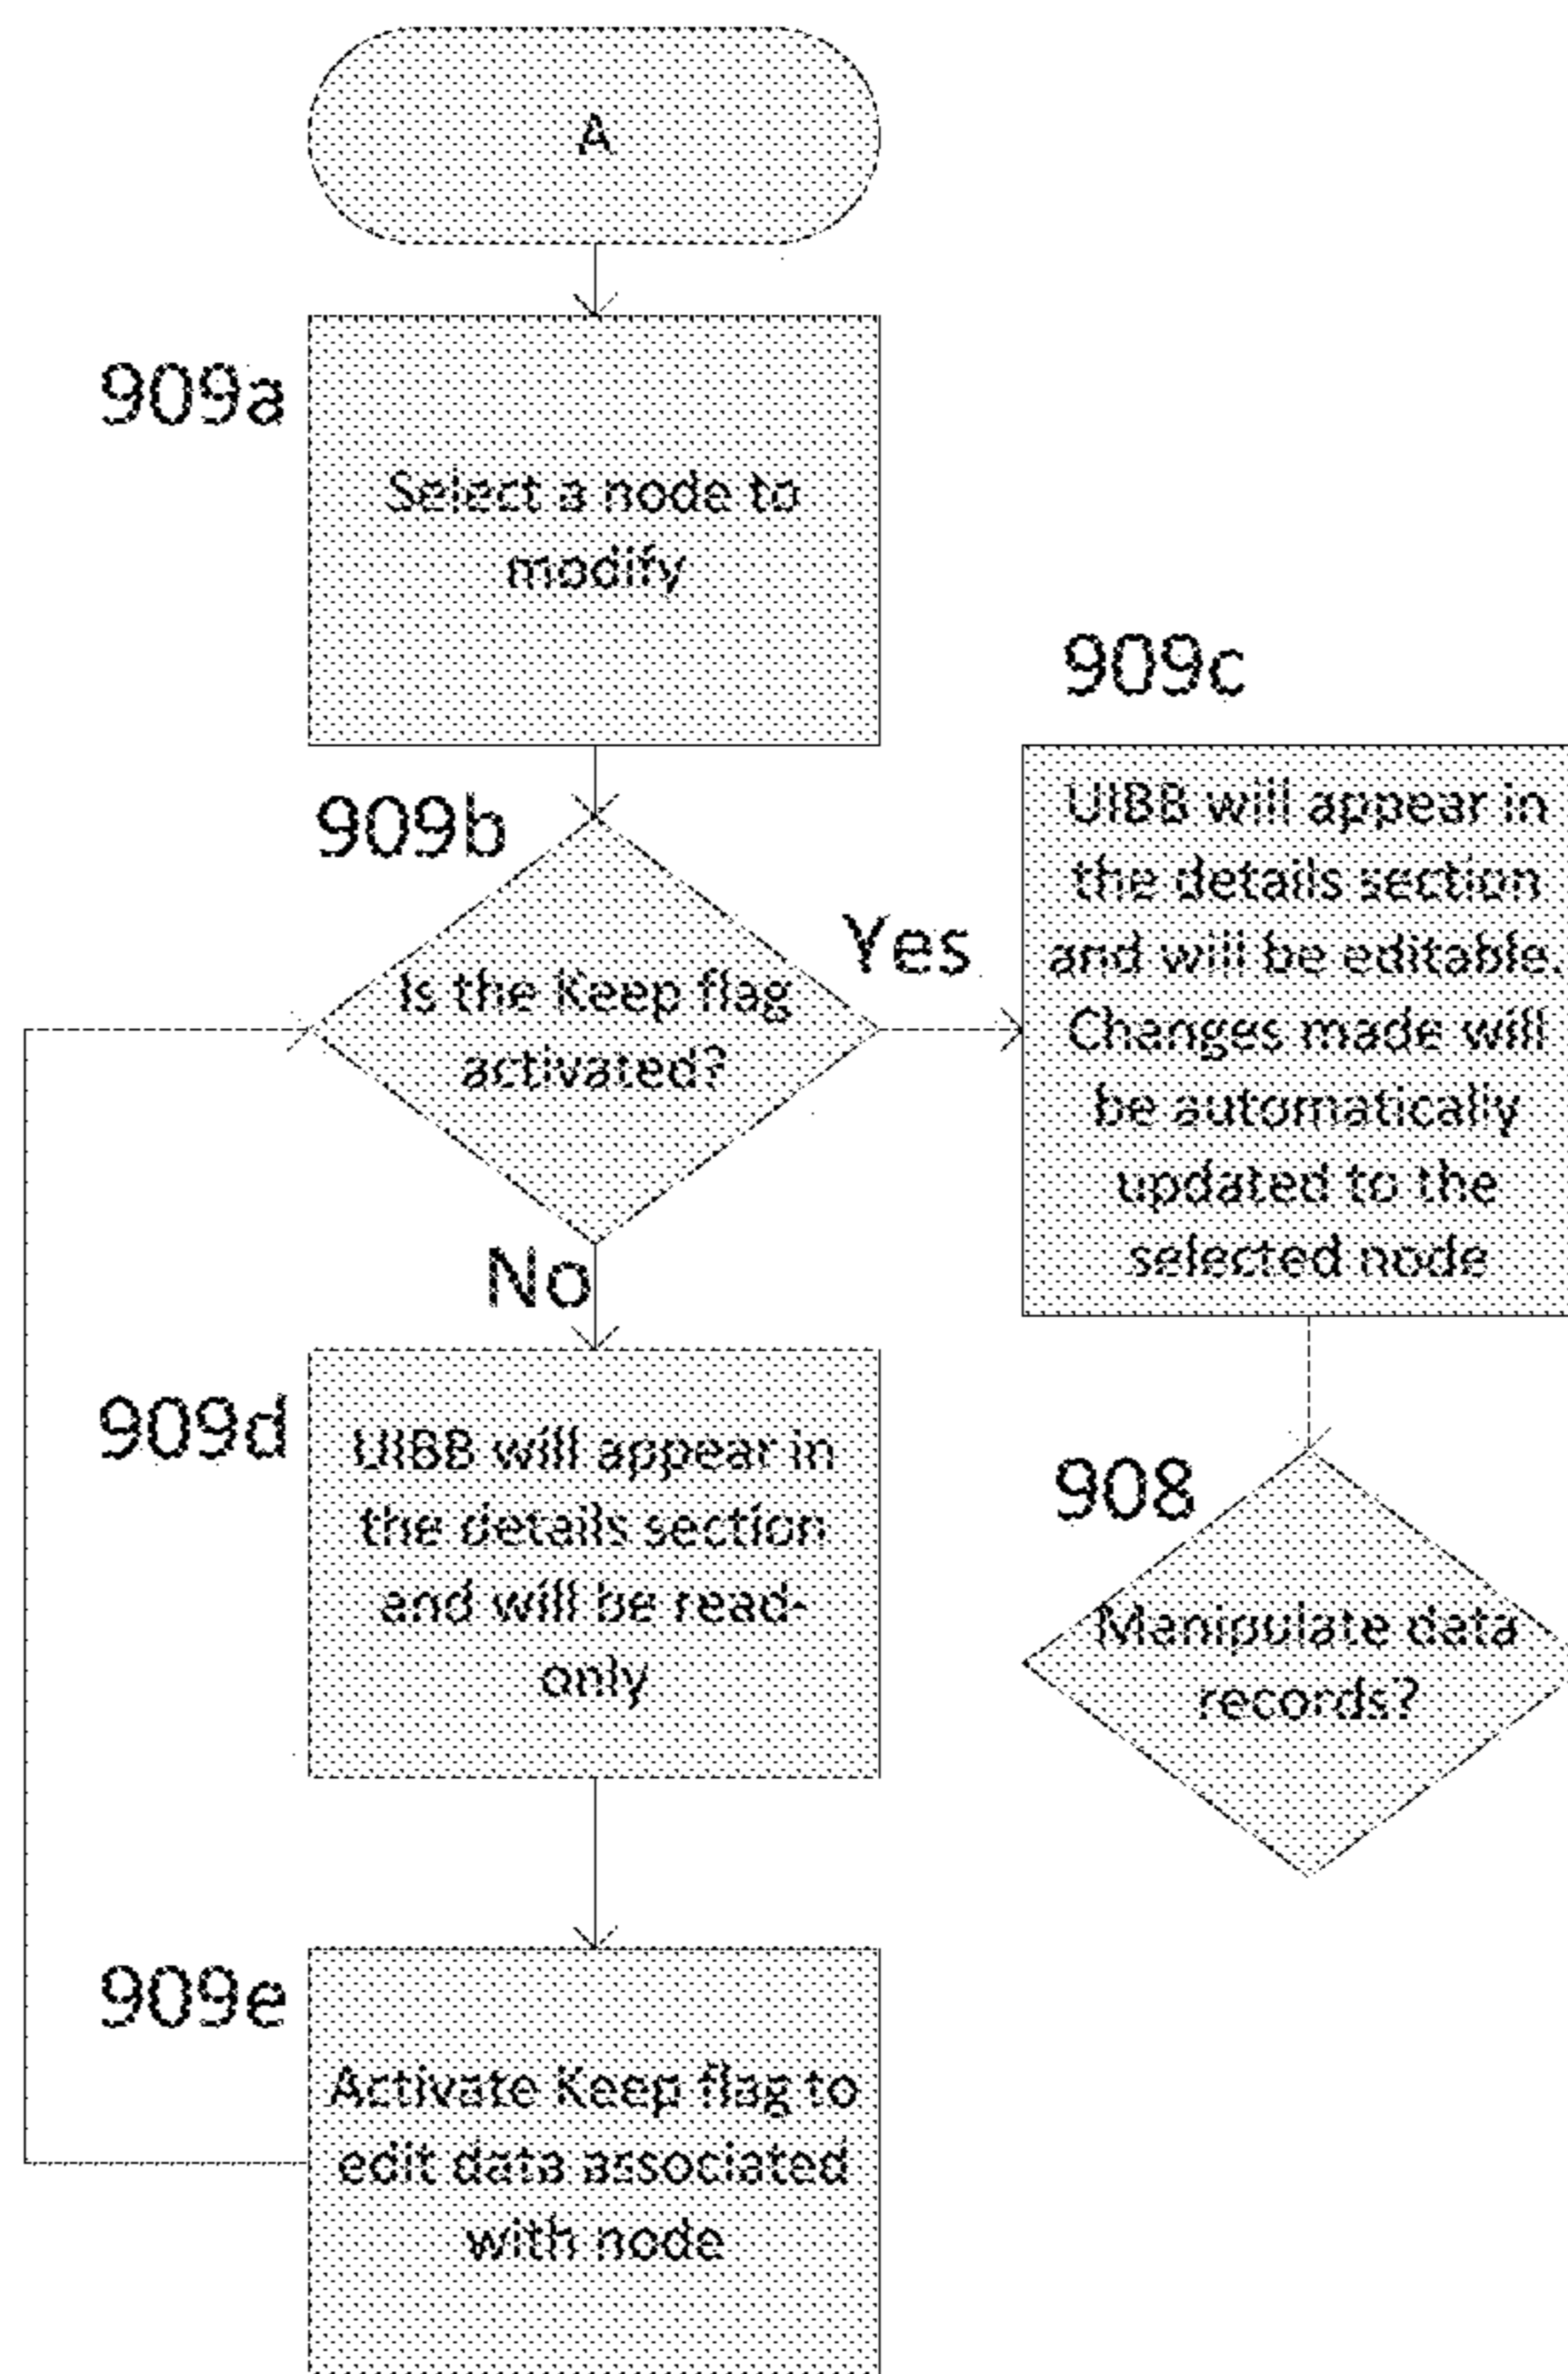 A
909a
Select a node to
modify
909b
Is the Keep flag
activated?
Yes
909c
UIBB will appear in
the details section
and will be editable.
Changes made will
be automatically
updated to the
selected node
No
909d
UIBB will appear in
the details section
and will be read-
only
908
Manipulate data
records?
909e
Activate Keep flag to
edit data associated
with node